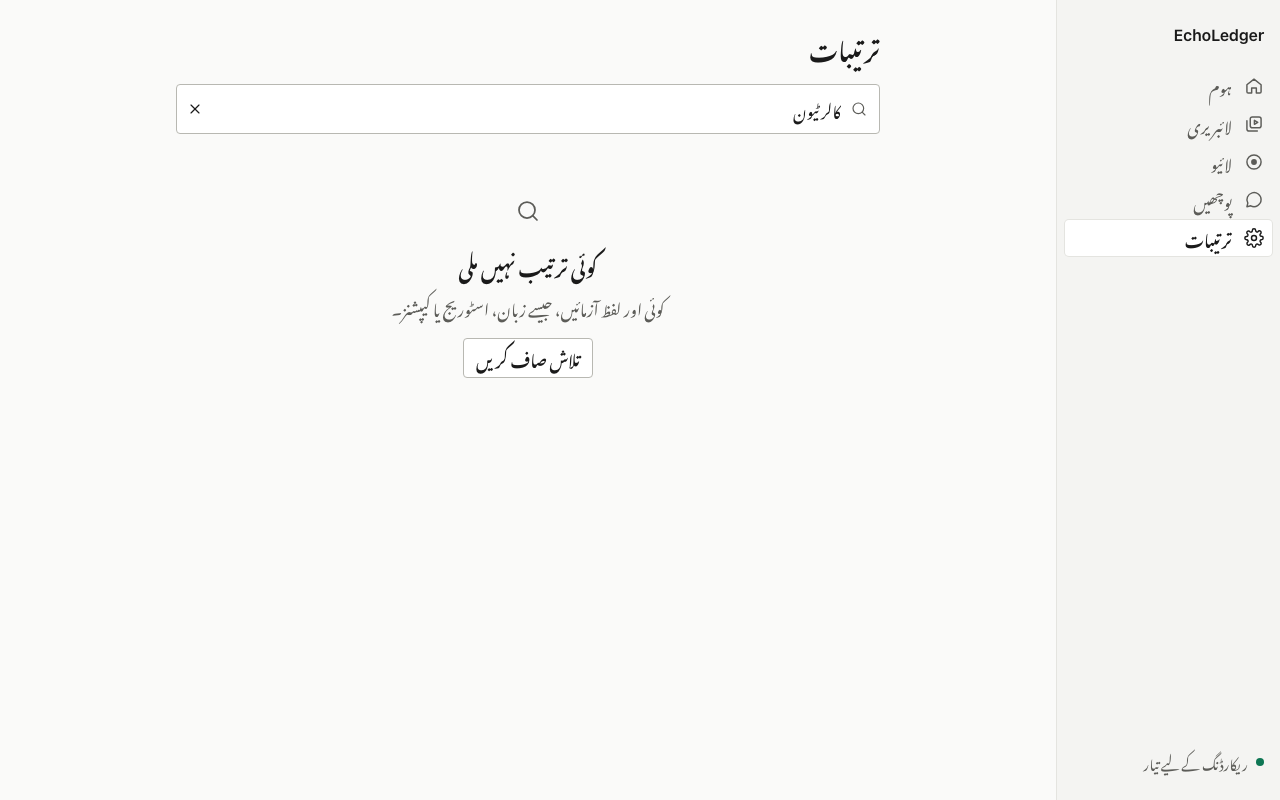 EchoLedger
ہوم
لائبریری
لائیو
پوچھیں
ترتیبات
ریکارڈنگ کے لیے تیار
ترتیبات
کالرٹیون
کوئی ترتیب نہیں ملی
کوئی اور لفظ آزمائیں، جیسے زبان، اسٹوریج یا کیپشنز۔
تلاش صاف کریں